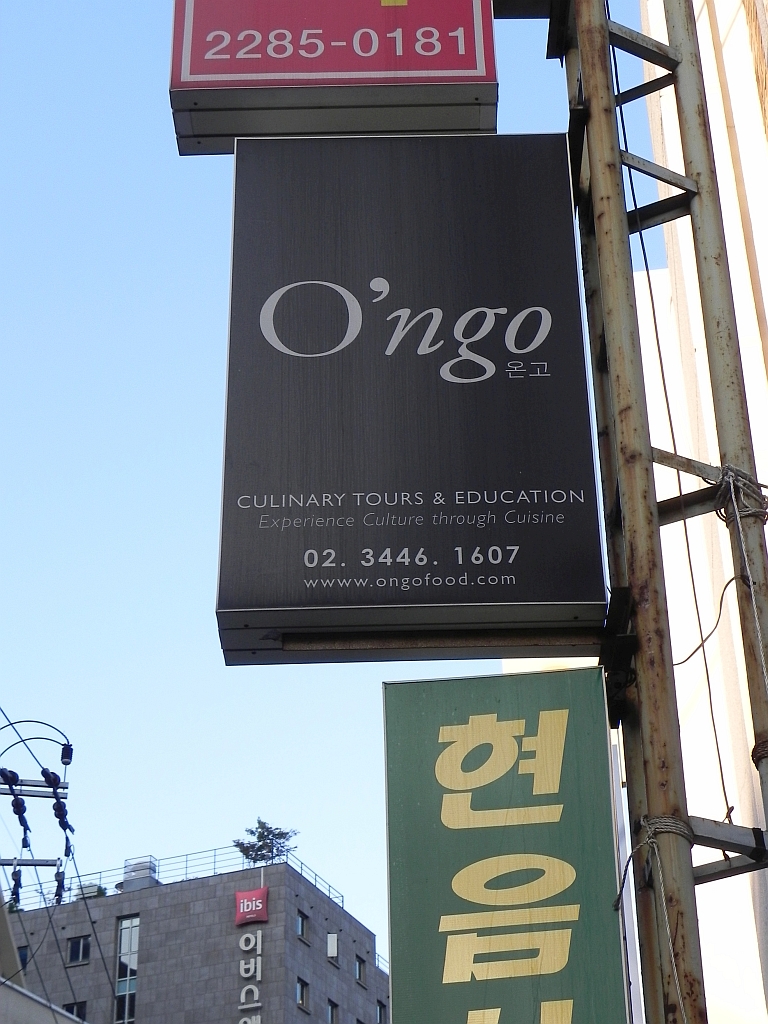 2285-0181
O'ngo
온고
CULINARY TOURS & EDUCATION
Experience Culture through Cuisine
02. 3446. 1607
wwww.ongofood.com
현
음
ibis
이
비
스